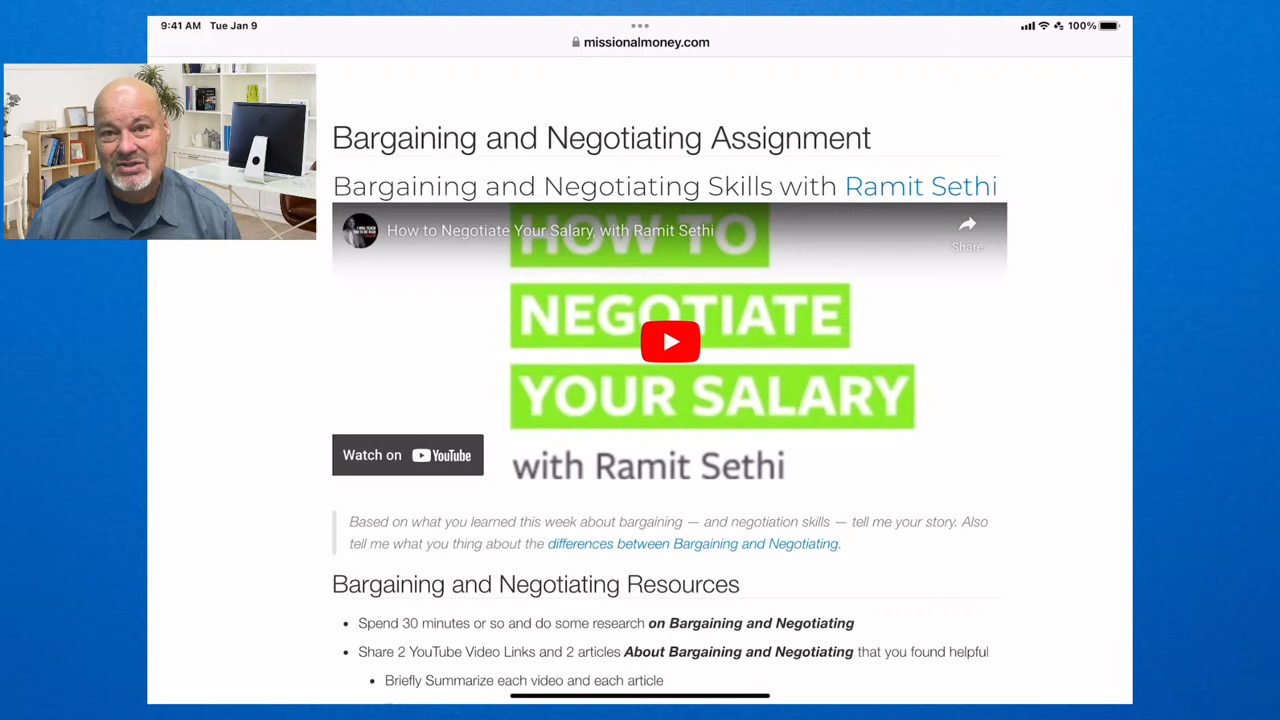 9:41 AM Tue Jan 9
100%
missionalmoney.com
Bargaining and Negotiating Assignment
Bargaining and Negotiating Skills with Ramit Sethi
How to Negotiate Your Salary, with Ramit Sethi
Share
HOW TO
NEGOTIATE
YOUR SALARY
with Ramit Sethi
Watch on YouTube
Based on what you learned this week about bargaining — and negotiation skills — tell me your story. Also
tell me what you thing about the differences between Bargaining and Negotiating.
Bargaining and Negotiating Resources
• Spend 30 minutes or so and do some research on Bargaining and Negotiating
• Share 2 YouTube Video Links and 2 articles About Bargaining and Negotiating that you found helpful
• Briefly Summarize each video and each article